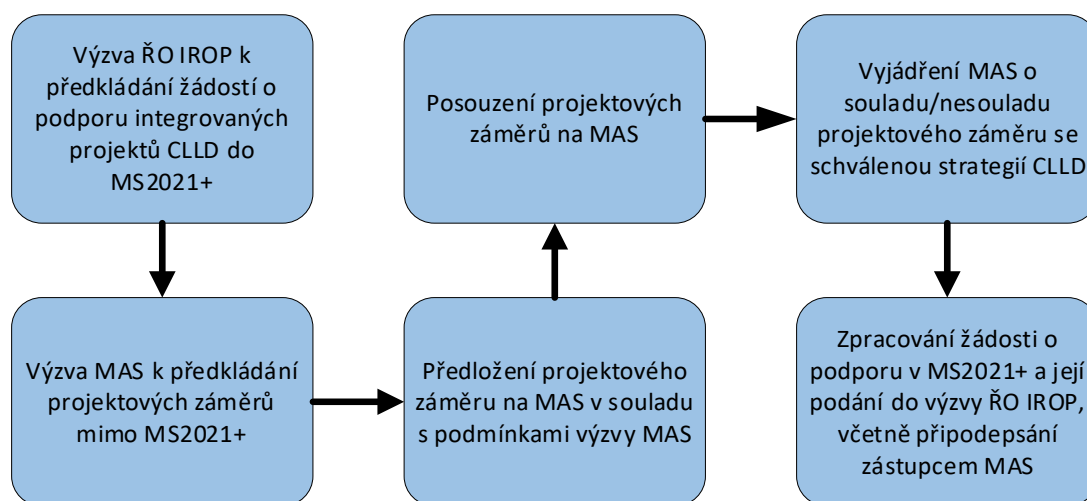 Výzva ŘO IROP k
předkládání žádostí o
podporu integrovaných
projektů CLLD do
MS2021+
Výzva MAS k předkládání
projektových záměrů
mimo MS2021+
Předložení projektového
záměru na MAS v souladu
s podmínkami výzvy MAS
Posouzení projektových
záměrů na MAS
Vyjádření MAS o
souladu/nesouladu
projektového záměru se
schválenou strategií CLLD
Zpracování žádosti o
podporu v MS2021+ a její
podání do výzvy ŘO IROP,
včetně připodepsání
zástupcem MAS